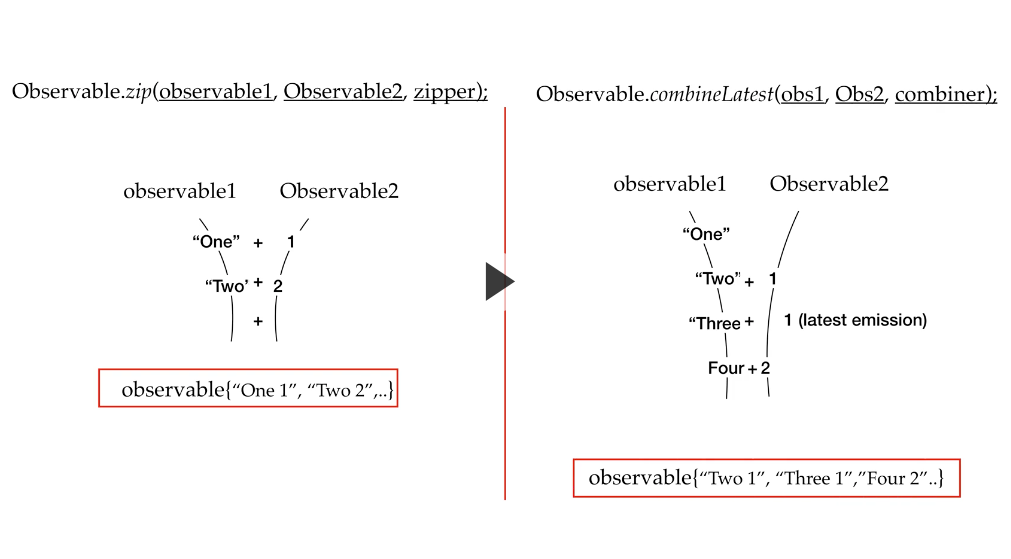 Observable.zip(observable1, Observable2, zipper);
observable1 Observable2
“One” + 1
“Two’ + 2
+
observable{“One 1”, “Two 2”,..}
Observable.combineLatest(obs1, Obs2, combiner);
observable1 Observable2
“One”
“Two” + 1
“Three + 1 (latest emission)
Four + 2
observable{“Two 1”, “Three 1”,”Four 2”..}